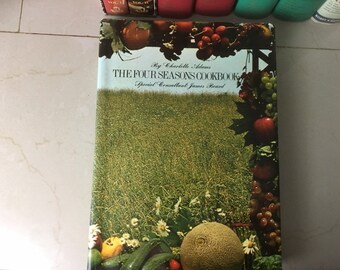 By Charlotte Adams
THE FOUR SEASONS COOKBOOK
Special Consultant James Beard